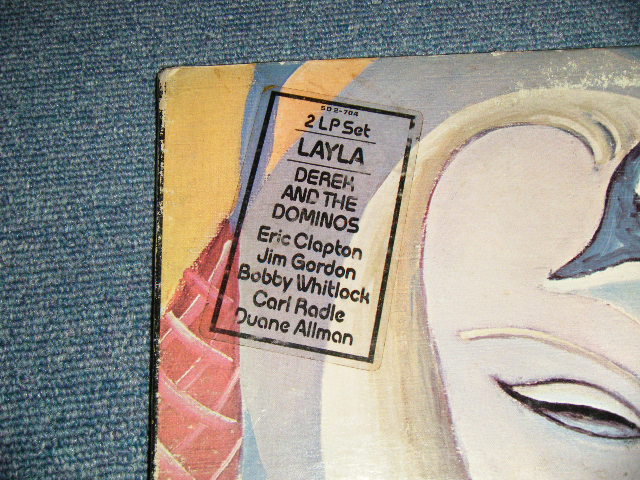 SD 2-704
2 LP Set
LAYLA
DEREK
AND THE
DOMINOS
Eric Clapton
Jim Gordon
Bobby Whitlock
Carl Radle
Duane Allman